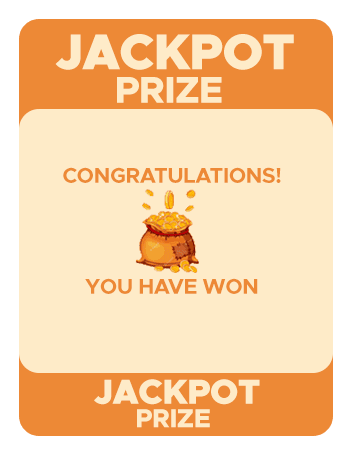 JACKPOT
PRIZE
CONGRATULATIONS!
YOU HAVE WON
JACKPOT
PRIZE